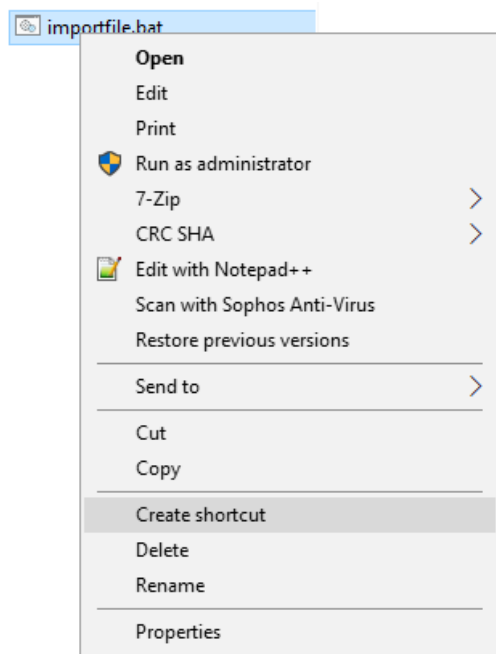 importfile.bat
Open
Edit
Print
Run as administrator
7-Zip
CRC SHA
Edit with Notepad++
Scan with Sophos Anti-Virus
Restore previous versions
Send to
Cut
Copy
Create shortcut
Delete
Rename
Properties